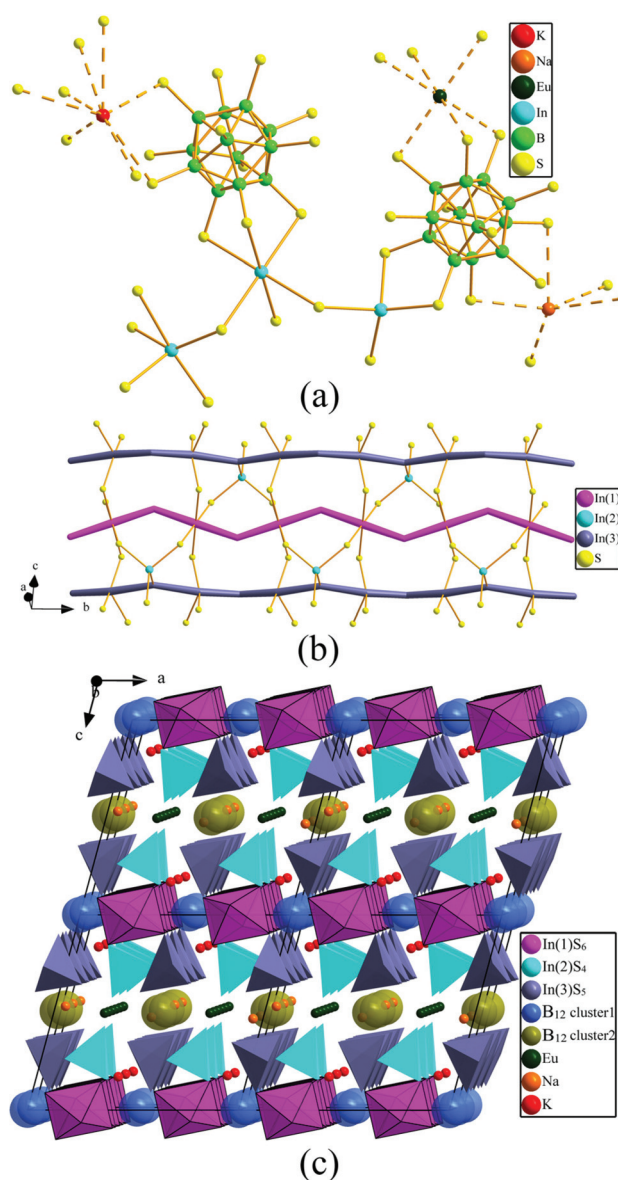 K
Na
Eu
In
B
S
(a)
In(1)
In(2)
In(3)
S
c
a
b
(b)
b
a
c
In(1)S₆
In(2)S₄
In(3)S₅
B₁₂ cluster1
B₁₂ cluster2
Eu
Na
K
(c)